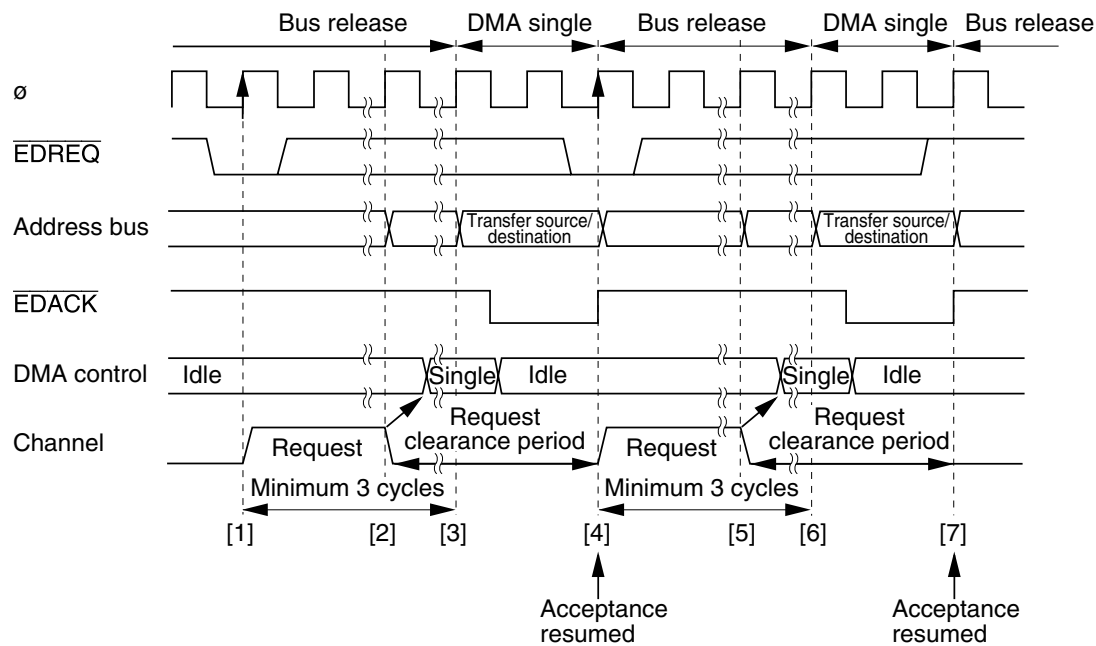 Bus release DMA single Bus release DMA single Bus release
ø
EDREQ
Address bus
Transfer source/
destination
Transfer source/
destination
EDACK
DMA control Idle Single Idle Single Idle
Channel Request
Request
clearance period
Request
Request
clearance period
Minimum 3 cycles Minimum 3 cycles
[1] [2] [3] [4] [5] [6] [7]
Acceptance
resumed
Acceptance
resumed